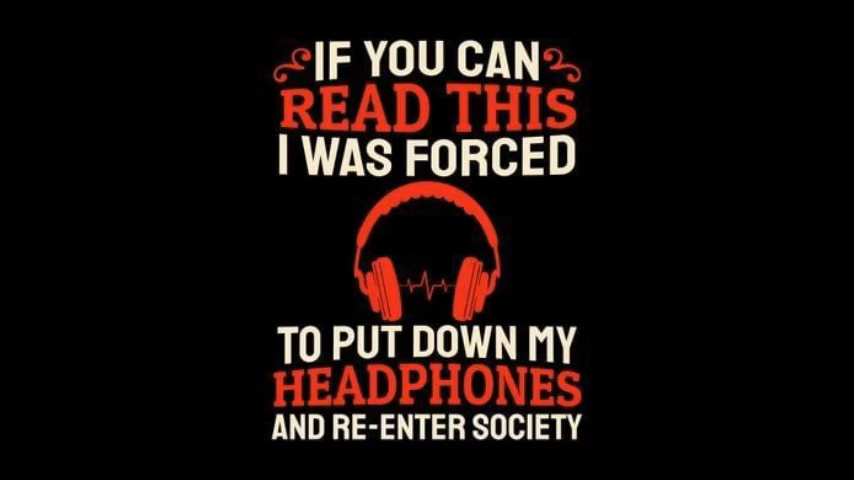 IF YOU CAN
READ THIS
I WAS FORCED
TO PUT DOWN MY
HEADPHONES
AND RE-ENTER SOCIETY